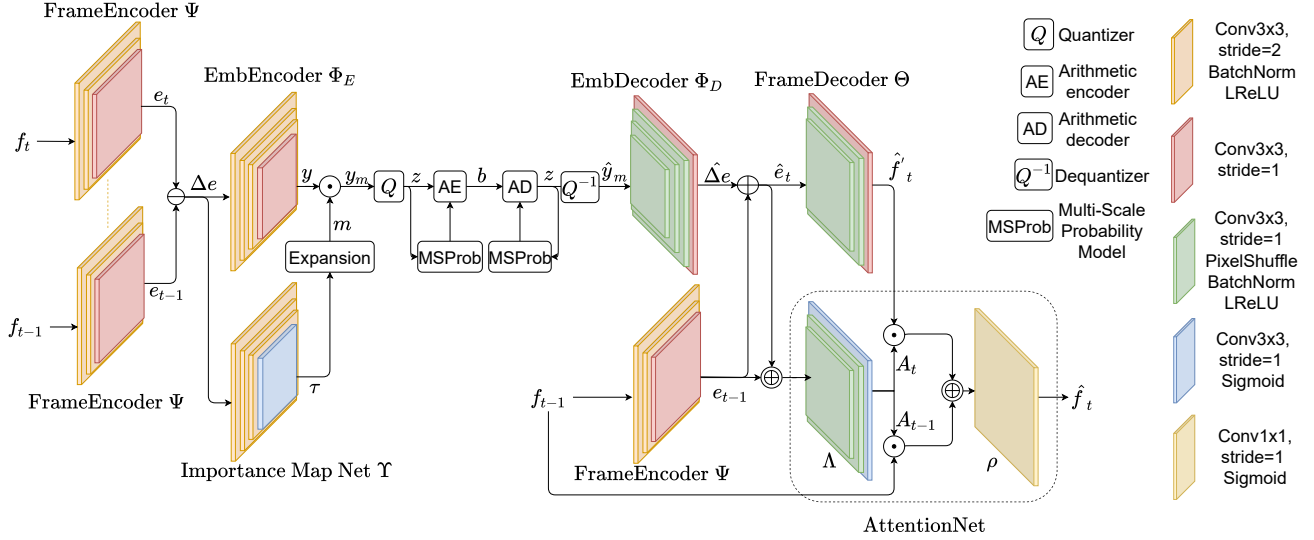 FrameEncoder Ψ
e_t
f_t
EmbEncoder Φ_E
Δe
y
y_m
m
Expansion
e_{t−1}
f_{t−1}
FrameEncoder Ψ
τ
Importance Map Net ϒ
Q
z
AE
b
AD
z
Q^{−1}
ŷ_m
MSProb
MSProb
EmbDecoder Φ_D
Δ̂e
ê_t
FrameDecoder Θ
f̂'_t
f_{t−1}
e_{t−1}
FrameEncoder Ψ
Λ
A_t
A_{t−1}
ρ
f̂_t
AttentionNet
Q Quantizer
AE Arithmetic
encoder
AD Arithmetic
decoder
Q^{−1} Dequantizer
MSProb Multi-Scale
Probability
Model
Conv3x3,
stride=2
BatchNorm
LReLU
Conv3x3,
stride=1
Conv3x3,
stride=1
PixelShuffle
BatchNorm
LReLU
Conv3x3,
stride=1
Sigmoid
Conv1x1,
stride=1
Sigmoid